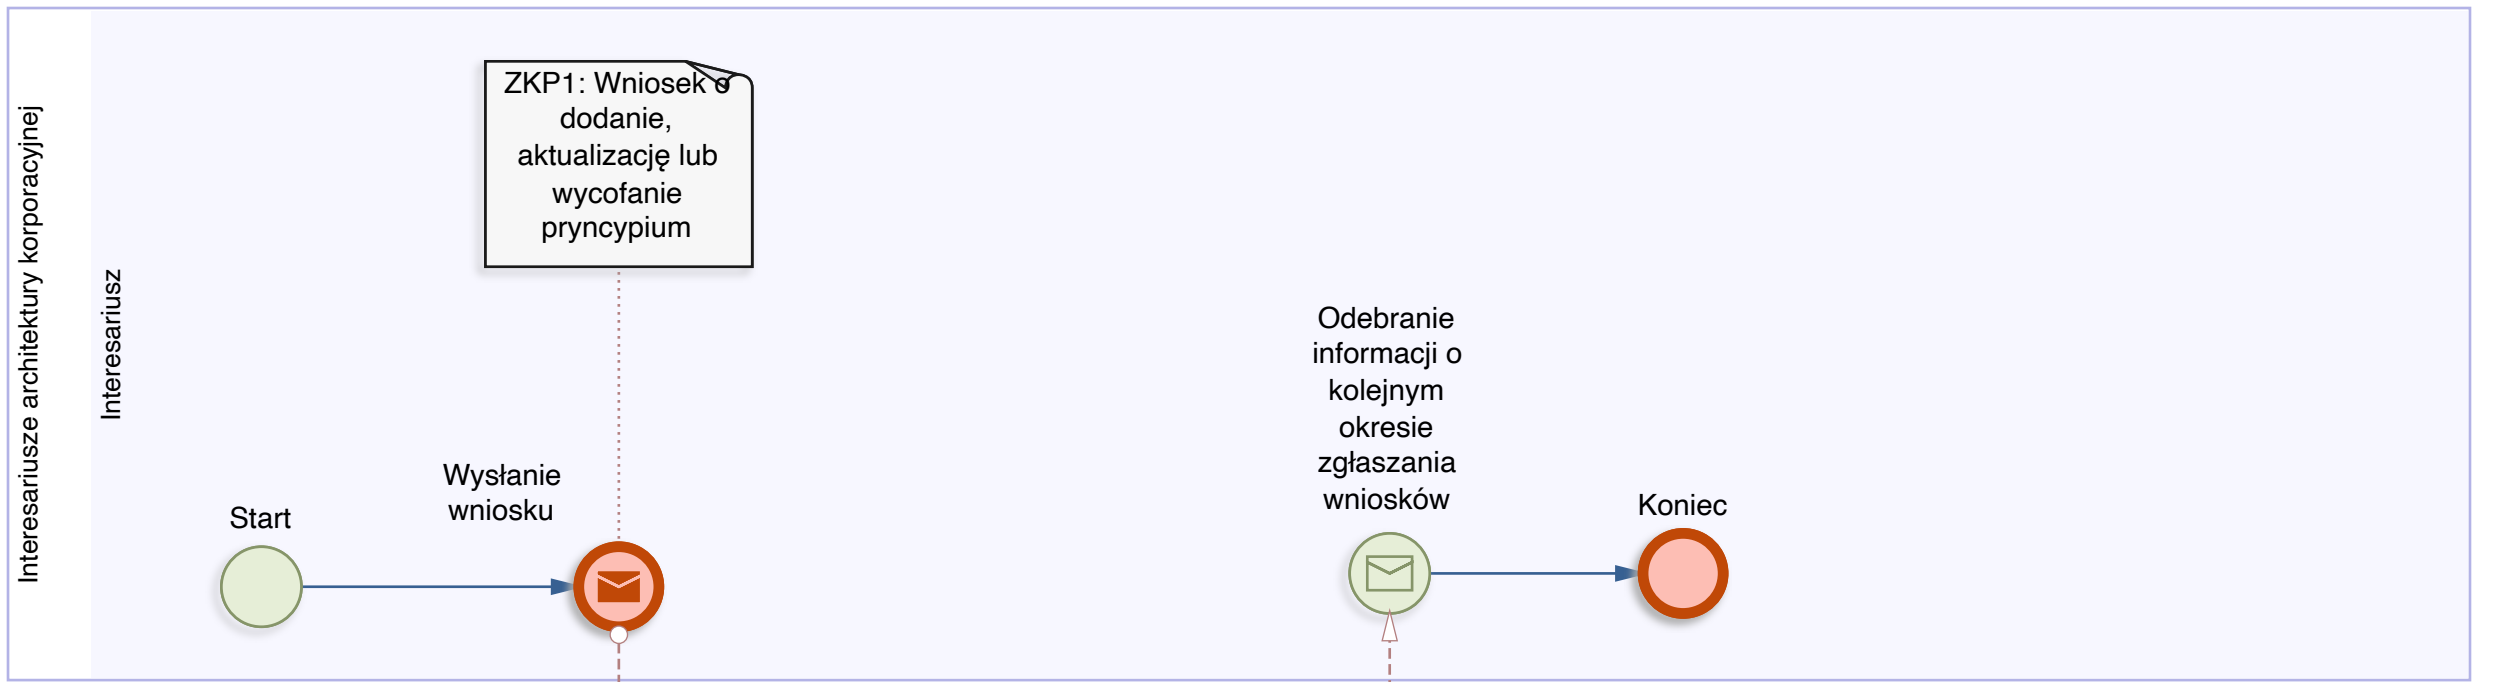 Interesariusze architektury korporacyjnej
Interesariusz
ZKP1: Wniosek o
dodanie,
aktualizację lub
wycofanie
pryncypium
Start
Wysłanie
wniosku
Odebranie
informacji o
kolejnym
okresie
zgłaszania
wniosków
Koniec